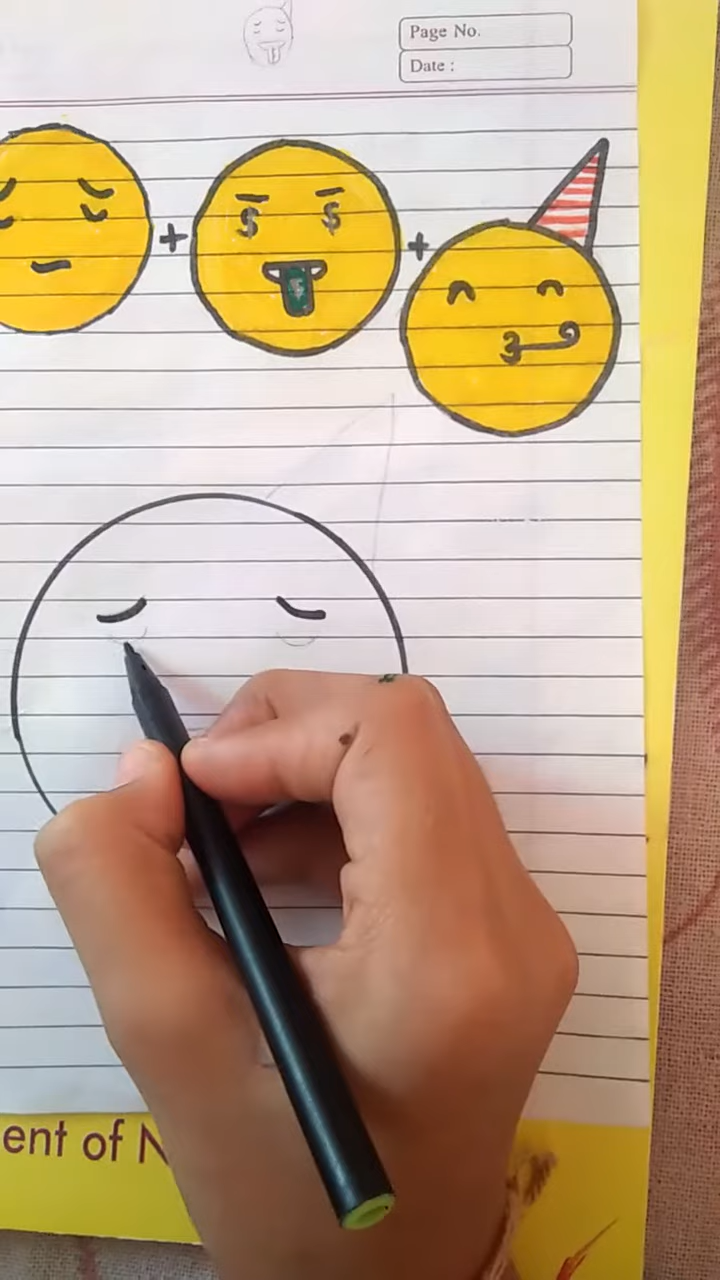 Page No.
Date :
+ $ $ $ +
ent of N